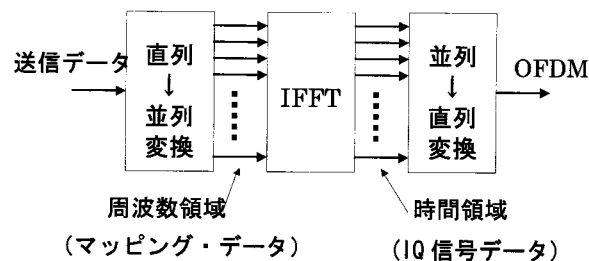 送信データ
直列
↓
並列
変換
IFFT
並列
↓
直列
変換
OFDM
周波数領域
(マッピング・データ)
時間領域
(IQ信号データ)